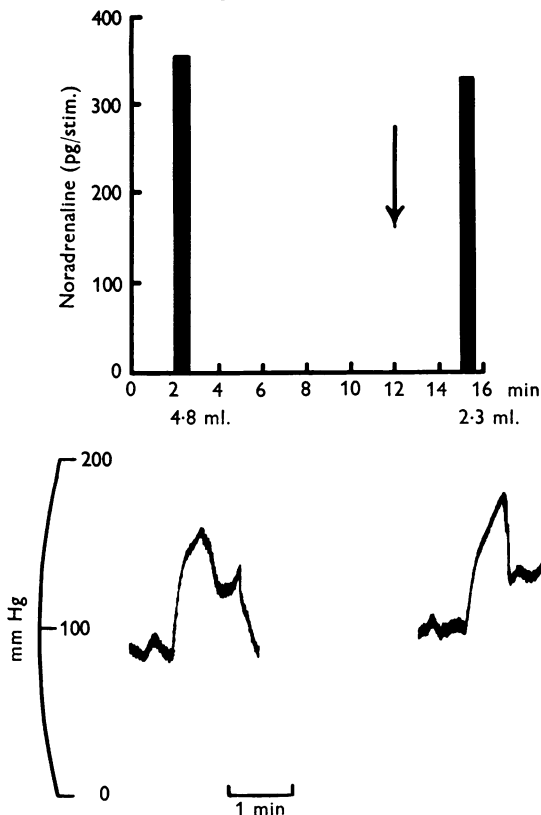 400
300
200
100
0
Noradrenaline (pg/stim.)
0 2 4 6 8 10 12 14 16 min
4·8 ml. 2·3 ml.
200
100
0
mm Hg
1 min